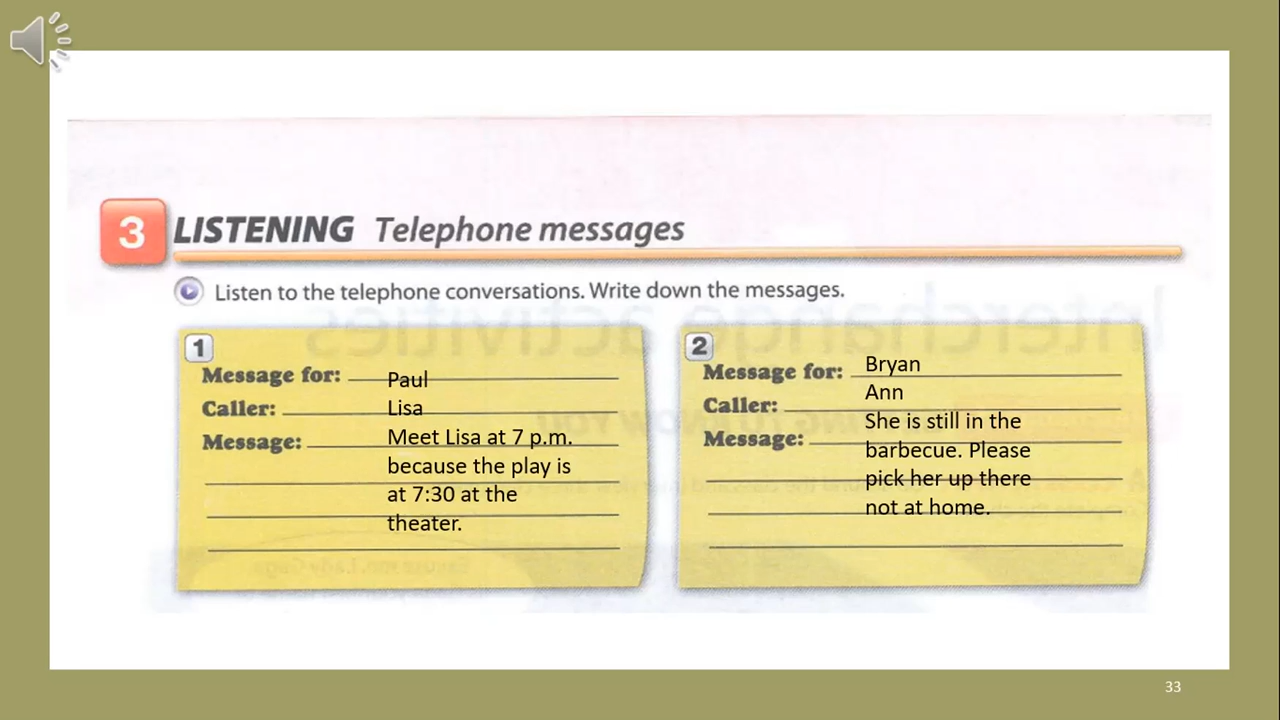 3 LISTENING Telephone messages
Listen to the telephone conversations. Write down the messages.
1
Message for: Paul
Caller: Lisa
Message: Meet Lisa at 7 p.m.
because the play is
at 7:30 at the
theater.
2
Message for: Bryan
Caller: Ann
Message: She is still in the
barbecue. Please
pick her up there
not at home.
33